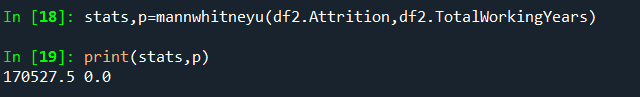 In [18]: stats,p=mannwhitneyu(df2.Attrition,df2.TotalWorkingYears)
In [19]: print(stats,p)
170527.5 0.0